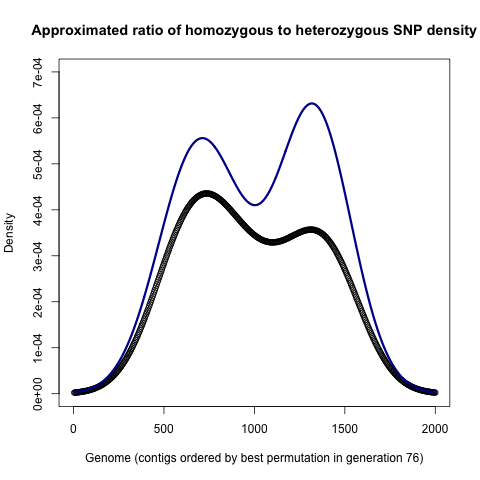 Approximated ratio of homozygous to heterozygous SNP density
7e-04
6e-04
5e-04
4e-04
3e-04
2e-04
1e-04
0e+00
Density
0 500 1000 1500 2000
Genome (contigs ordered by best permutation in generation 76)